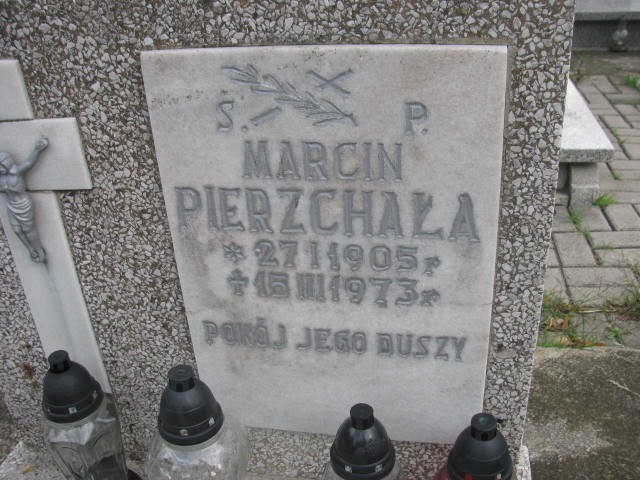 Ś. P.
MARCIN
PIERZCHAŁA
* 27 I 1905 r.
✝ 15 III 1973 r.
POKÓJ JEGO DUSZY